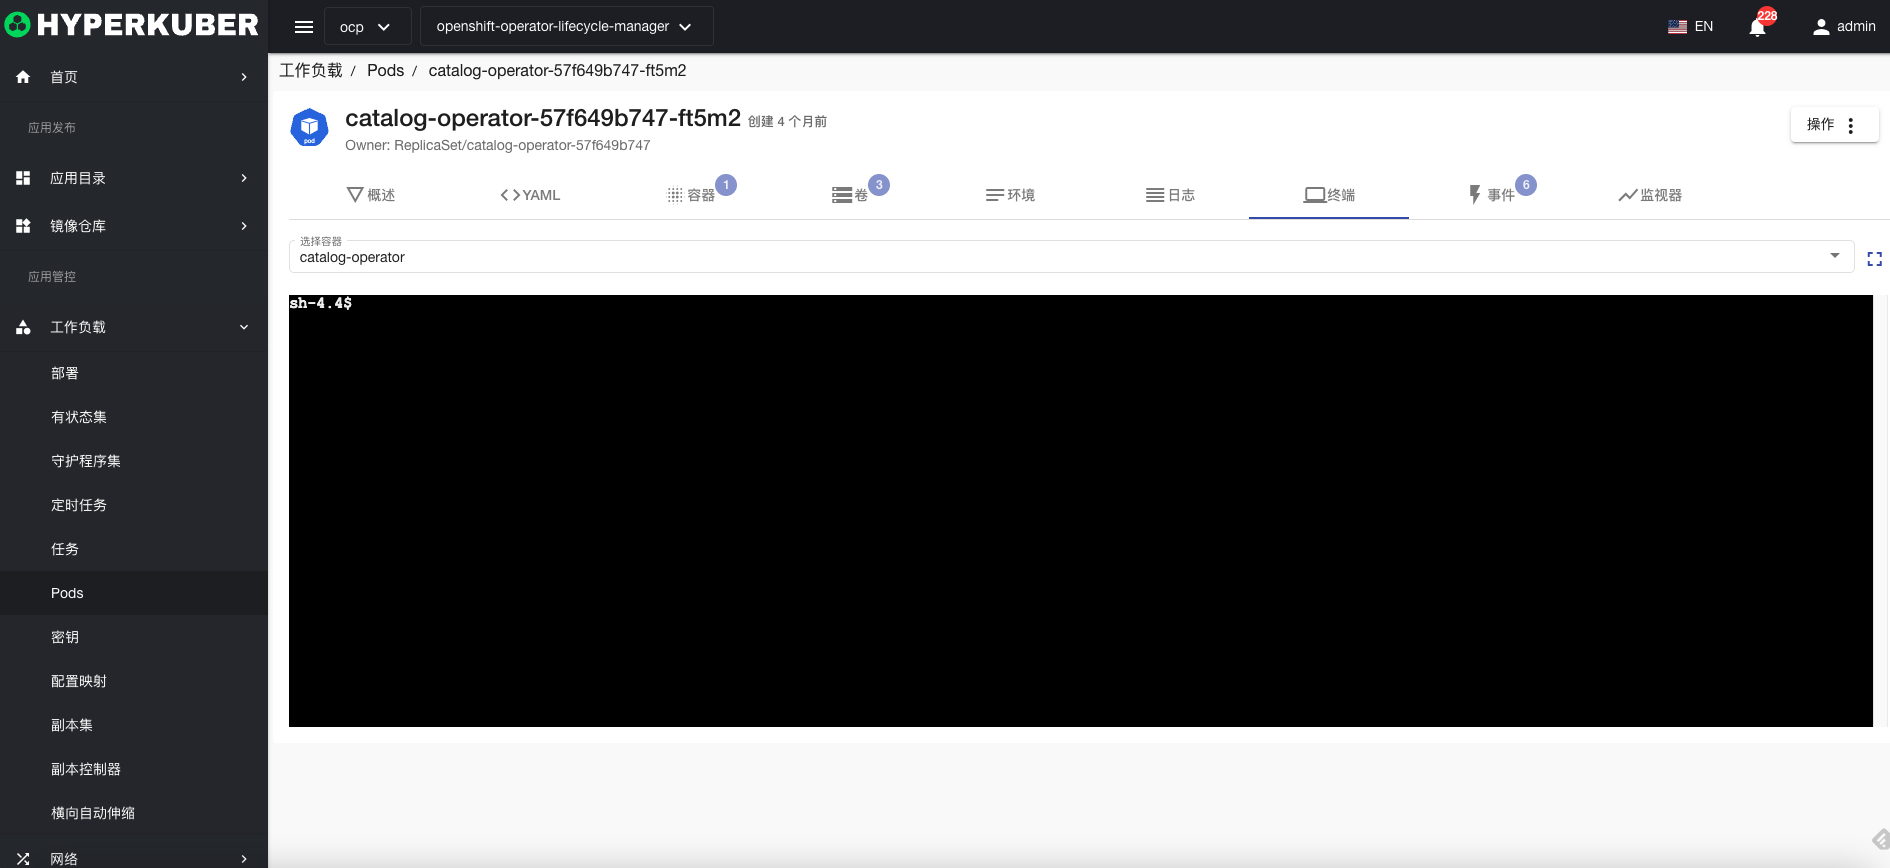 HYPERKUBER
ocp
openshift-operator-lifecycle-manager
EN
228
admin
首页
应用发布
应用目录
镜像仓库
应用管控
工作负载
部署
有状态集
守护程序集
定时任务
任务
Pods
密钥
配置映射
副本集
副本控制器
横向自动伸缩
网络
工作负载 / Pods / catalog-operator-57f649b747-ft5m2
pod
catalog-operator-57f649b747-ft5m2 创建 4 个月前
Owner: ReplicaSet/catalog-operator-57f649b747
操作
概述
YAML
容器 1
卷 3
环境
日志
终端
事件 6
监视器
选择容器
catalog-operator
sh-4.4$